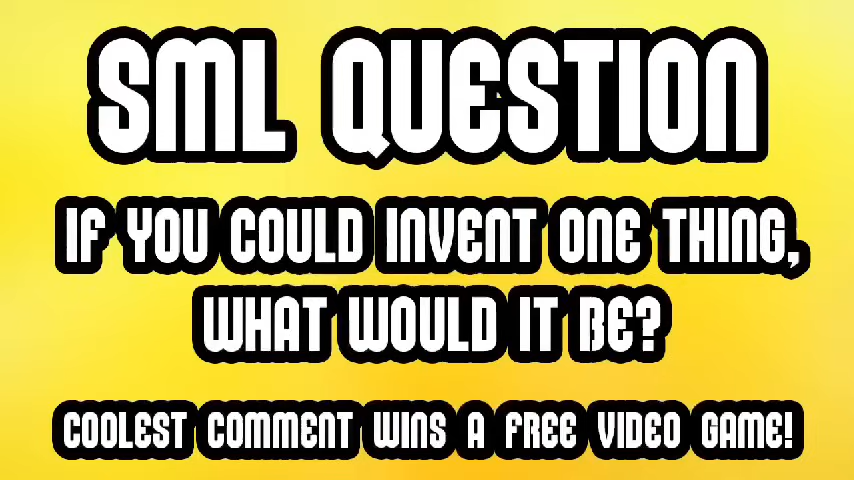 SML QUESTION
IF YOU COULD INVENT ONE THING,
WHAT WOULD IT BE?
COOLEST COMMENT WINS A FREE VIDEO GAME!